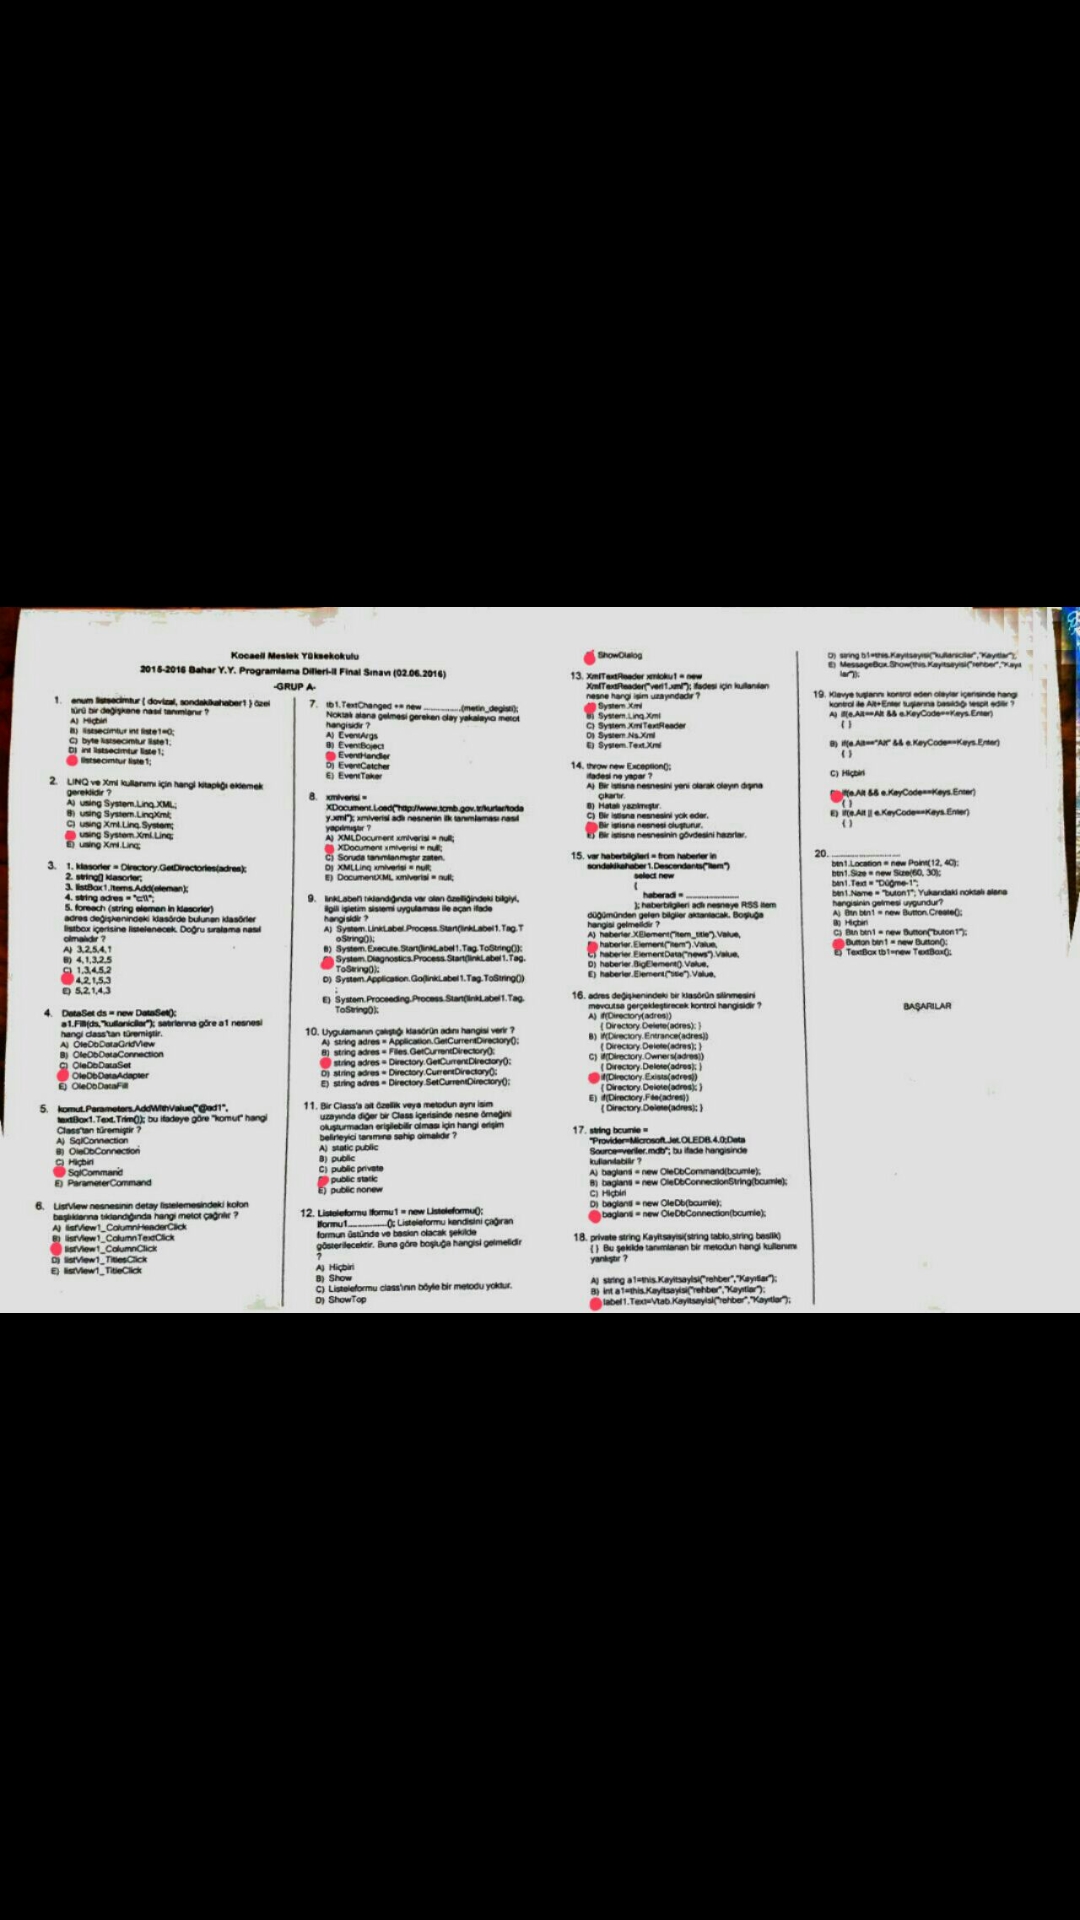 Kocaeli Meslek Yüksekokulu
2015-2016 Bahar Y.Y. Programlama Dilleri-II Final Sınavı (02.06.2016)
-GRUP A-
1. enum listsecimtur { dovizal, sondakikahaber1 } özel
türü bir değişkene nasıl tanımlanır ?
A) Hiçbiri
B) listsecimtur int liste1=0;
C) byte listsecimtur liste1;
D) int listsecimtur liste1;
listsecimtur liste1;
2. LINQ ve Xml kullanımı için hangi kitaplığı eklemek
gereklidir ?
A) using System.Linq.XML;
B) using System.LinqXml;
C) using Xml.Linq.System;
using System.Xml.Linq;
E) using Xml.Linq;
3. 1. klasorler = Directory.GetDirectories(adres);
2. string[] klasorler;
3. listBox1.Items.Add(eleman);
4. string adres = "c:\\";
5. foreach (string eleman in klasorler)
adres değişkenindeki klasörde bulunan klasörler
listbox içerisine listelenecek. Doğru sıralama nasıl
olmalıdır ?
A) 3,2,5,4,1
B) 4,1,3,2,5
C) 1,3,4,5,2
4,2,1,5,3
E) 5,2,1,4,3
4. DataSet ds = new DataSet();
a1.Fill(ds,"kullanicilar"); satırlarına göre a1 nesnesi
hangi class'tan türemiştir.
A) OleDbDataGridView
B) OleDbDataConnection
C) OleDbDataSet
OleDbDataAdapter
E) OleDbDataFill
5. komut.Parameters.AddWithValue("@ad1",
textBox1.Text.Trim()); bu ifadeye göre "komut" hangi
Class'tan türemiştir ?
A) SqlConnection
B) OleDbConnection
C) Hiçbiri
SqlCommand
E) ParameterCommand
6. ListView nesnesinin detay listelemesindeki kolon
başlıklarına tıklandığında hangi metot çağrılır ?
A) listView1_ColumnHeaderClick
B) listView1_ColumnTextClick
listView1_ColumnClick
D) listView1_TitlesClick
E) listView1_TitleClick
7. tb1.TextChanged += new ................(metin_degisti);
Noktalı alana gelmesi gereken olay yakalayıcı metot
hangisidir ?
A) EventArgs
B) EventBoject
EventHandler
D) EventCatcher
E) EventTaker
8. xmlverisi =
XDocument.Load("http://www.tcmb.gov.tr/kurlar/toda
y.xml"); xmlverisi adlı nesnenin ilk tanımlaması nasıl
yapılmıştır ?
A) XMLDocument xmlverisi = null;
XDocument xmlverisi = null;
C) Soruda tanımlanmıştır zaten.
D) XMLLinq xmlverisi = null;
E) DocumentXML xmlverisi = null;
9. linkLabel1 tıklandığında var olan özelliğindeki bilgiyi,
ilgili işletim sistemi uygulaması ile açan ifade
hangisidir ?
A) System.LinkLabel.Process.Start(linkLabel1.Tag.T
oString());
B) System.Execute.Start(linkLabel1.Tag.ToString());
System.Diagnostics.Process.Start(linkLabel1.Tag.
ToString());
D) System.Application.Go(linkLabel1.Tag.ToString())
;
E) System.Proceeding.Process.Start(linkLabel1.Tag.
ToString());
10. Uygulamanın çalıştığı klasörün adını hangisi verir ?
A) string adres = Application.GetCurrentDirectory();
B) string adres = Files.GetCurrentDirectory();
string adres = Directory.GetCurrentDirectory();
D) string adres = Directory.CurrentDirectory();
E) string adres = Directory.SetCurrentDirectory();
11. Bir Class'a ait özellik veya metodun aynı isim
uzayında diğer bir Class içerisinde nesne örneğini
oluşturmadan erişilebilir olması için hangi erişim
belirleyici tanımına sahip olmalıdır ?
A) static public
B) public
C) public private
public static
E) public nonew
12. Listeleformu lformu1 = new Listeleformu();
lformu1................(); Listeleformu kendisini çağıran
formun üstünde ve baskın olacak şekilde
gösterilecektir. Buna göre boşluğa hangisi gelmelidir
?
A) Hiçbiri
B) Show
C) Listeleformu class'ının böyle bir metodu yoktur.
D) ShowTop
ShowDialog
13. XmlTextReader xmloku1 = new
XmlTextReader("veri1.xml"); ifadesi için kullanılan
nesne hangi isim uzayındadır ?
System.Xml
B) System.Linq.Xml
C) System.XmlTextReader
D) System.Ns.Xml
E) System.Text.Xml
14. throw new Exception();
ifadesi ne yapar ?
A) Bir istisna nesnesini yeni olarak olayın dışına
çıkartır.
B) Hatalı yazılmıştır.
C) Bir istisna nesnesini yok eder.
Bir istisna nesnesi oluşturur.
E) Bir istisna nesnesinin gövdesini hazırlar.
15. var haberbilgileri = from haberler in
sondakikahaber1.Descendants("item")
select new
{
haberadi = ....................
}; haberbilgileri adlı nesneye RSS item
düğümünden gelen bilgiler aktarılacak. Boşluğa
hangisi gelmelidir ?
A) haberler.XElement("item_title").Value,
haberler.Element("item").Value,
C) haberler.ElementData("news").Value,
D) haberler.BigElement().Value,
E) haberler.Element("title").Value,
16. adres değişkenindeki bir klasörün silinmesini
mevcutsa gerçekleştirecek kontrol hangisidir ?
A) if(Directory(adres))
{ Directory.Delete(adres); }
B) if(Directory.Entrance(adres))
{ Directory.Delete(adres); }
C) if(Directory.Owners(adres))
{ Directory.Delete(adres); }
if(Directory.Exists(adres))
{ Directory.Delete(adres); }
E) if(Directory.File(adres))
{ Directory.Delete(adres); }
17. string bcumle =
"Provider=Microsoft.Jet.OLEDB.4.0;Data
Source=veriler.mdb"; bu ifade hangisinde
kullanılabilir ?
A) baglanti = new OleDbCommand(bcumle);
B) baglanti = new OleDbConnectionString(bcumle);
C) Hiçbiri
D) baglanti = new OleDb(bcumle);
baglanti = new OleDbConnection(bcumle);
18. private string Kayitsayisi(string tablo,string baslik)
{ } Bu şekilde tanımlanan bir metodun hangi kullanımı
yanlıştır ?
A) string a1=this.Kayitsayisi("rehber","Kayıtlar");
B) int a1=this.Kayitsayisi("rehber","Kayıtlar");
label1.Text=Vtab.Kayitsayisi("rehber","Kayıtlar");
D) string b1=this.Kayitsayisi("kullanicilar","Kayıtlar");
E) MessageBox.Show(this.Kayitsayisi("rehber","Kayıt
lar"));
19. Klavye tuşlarını kontrol eden olaylar içerisinde hangi
kontrol ile Alt+Enter tuşlarına basıldığı tespit edilir ?
A) if(e.Alt==Alt && e.KeyCode==Keys.Enter)
{ }
B) if(e.Alt=="Alt" && e.KeyCode==Keys.Enter)
{ }
C) Hiçbiri
if(e.Alt && e.KeyCode==Keys.Enter)
{ }
E) if(e.Alt || e.KeyCode==Keys.Enter)
{ }
20. ........................
btn1.Location = new Point(12, 40);
btn1.Size = new Size(60, 30);
btn1.Text = "Düğme-1";
btn1.Name = "buton1"; Yukarıdaki noktalı alana
hangisinin gelmesi uygundur?
A) Btn btn1 = new Button.Create();
B) Hiçbiri
C) Btn btn1 = new Button("buton1");
Button btn1 = new Button();
E) TextBox tb1=new TextBox();
BAŞARILAR